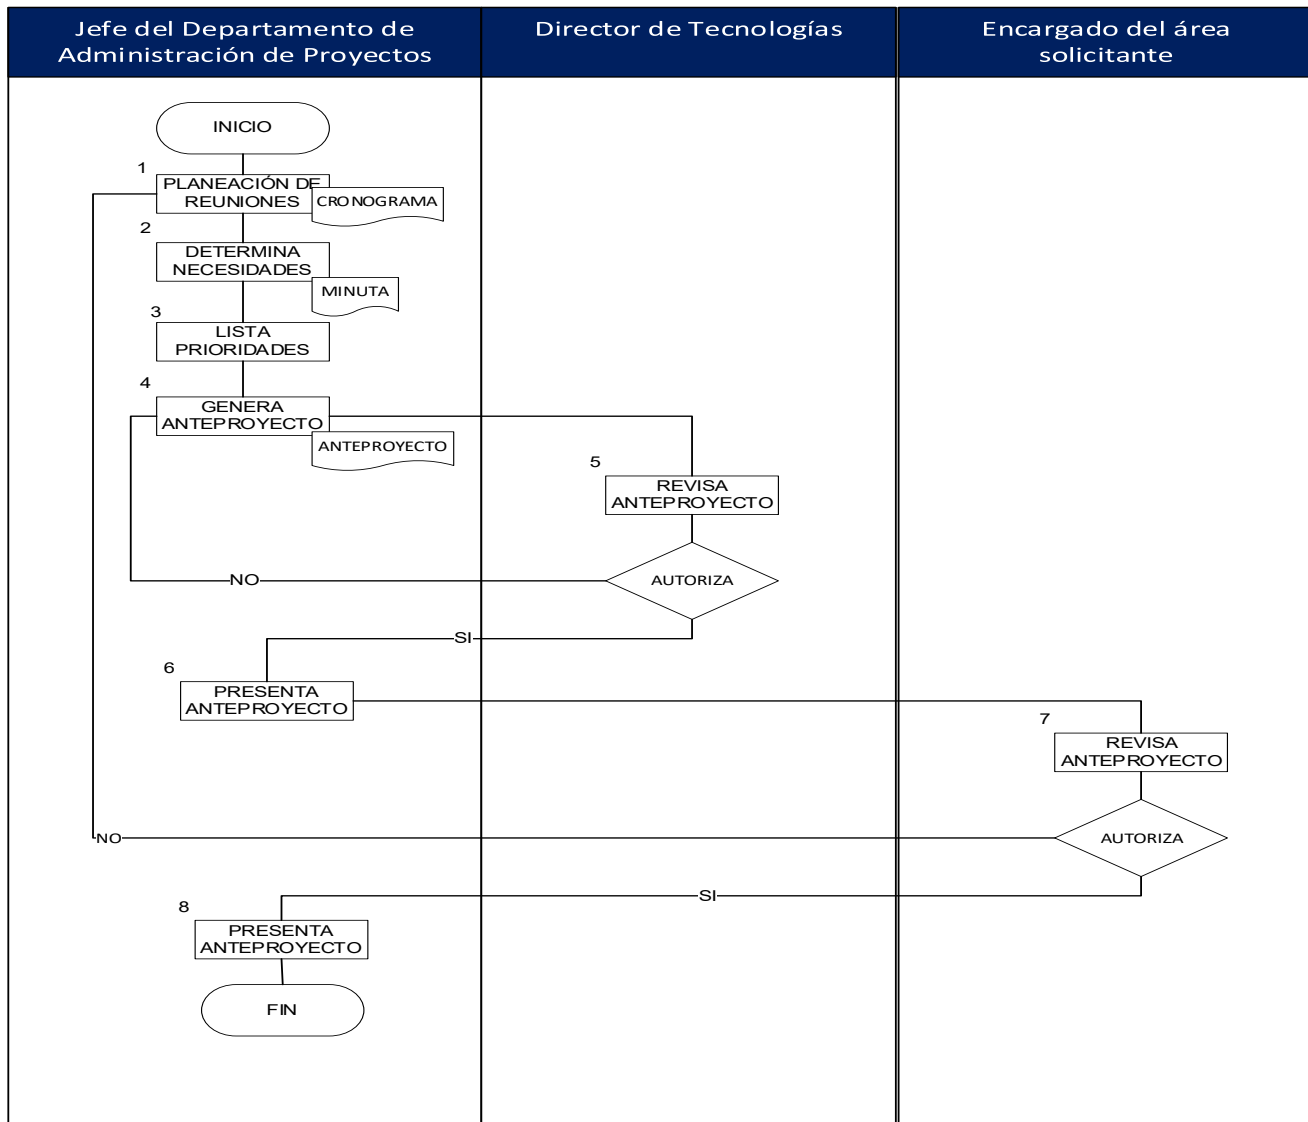 Jefe del Departamento de
Administración de Proyectos
Director de Tecnologías
Encargado del área
solicitante
INICIO
1
PLANEACIÓN DE
REUNIONES
CRONOGRAMA
2
DETERMINA
NECESIDADES
MINUTA
3
LISTA
PRIORIDADES
4
GENERA
ANTEPROYECTO
ANTEPROYECTO
5
REVISA
ANTEPROYECTO
AUTORIZA
NO
SI
6
PRESENTA
ANTEPROYECTO
7
REVISA
ANTEPROYECTO
AUTORIZA
NO
SI
8
PRESENTA
ANTEPROYECTO
FIN